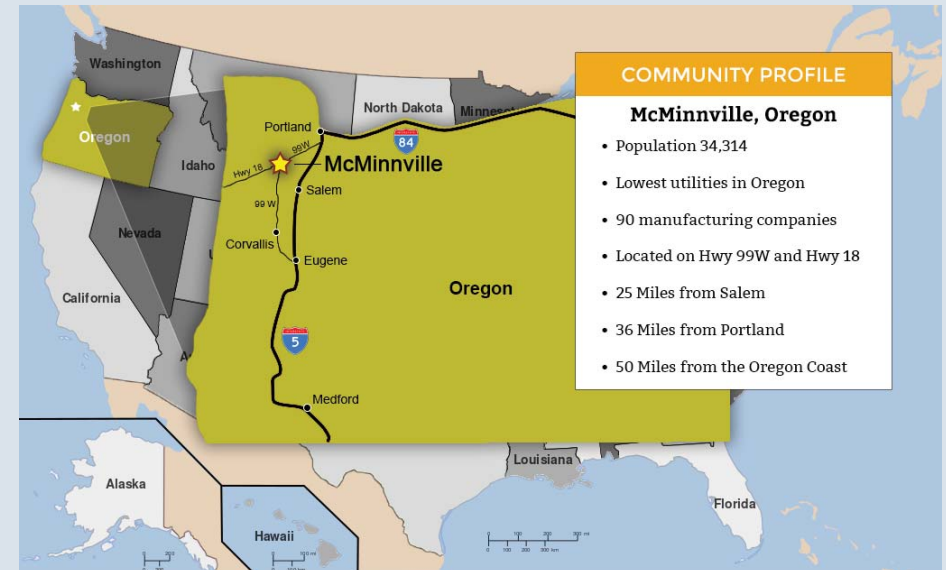 Washington
North Dakota
Oregon
Idaho
Nevada
California
Portland
84
99W
Hwy 18
McMinnville
Salem
99 W
Corvallis
Eugene
Oregon
5
Medford
COMMUNITY PROFILE
McMinnville, Oregon
• Population 34,314
• Lowest utilities in Oregon
• 90 manufacturing companies
• Located on Hwy 99W and Hwy 18
• 25 Miles from Salem
• 36 Miles from Portland
• 50 Miles from the Oregon Coast
Louisiana
Florida
Alaska
Hawaii